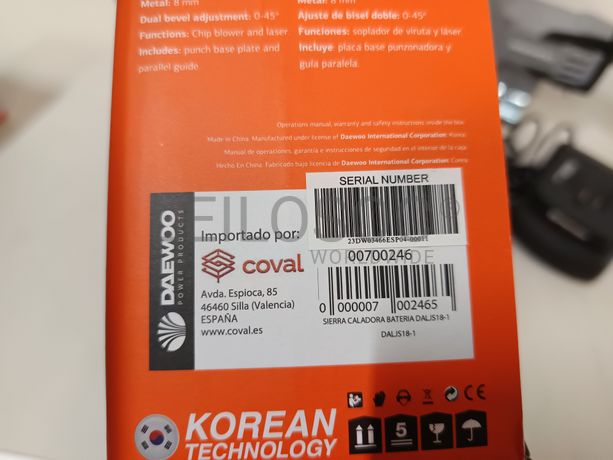 Metal: 8 mm
Dual bevel adjustment: 0-45°
Functions: Chip blower and laser.
Includes: punch base plate and
parallel guide.
Metal: 8 mm
Ajuste de bisel doble: 0-45°
Funciones: soplador de viruta y láser.
Incluye: placa base punzonadora y
guía paralela.
Operations manual, warranty and safety instructions inside the box.
Made in China. Manufactured under license of Daewoo International Corporation, Korea.
Manual de operaciones, garantía e instrucciones de seguridad en el interior de la caja.
Hecho En China. Fabricado bajo licencia de Daewoo International Corporation, Corea.
DAEWOO
POWER PRODUCTS
Importado por:
coval
Avda. Espioca, 85
46460 Silla (Valencia)
ESPAÑA
www.coval.es
SERIAL NUMBER
23DW03466ESP04-00011
WORLDWIDE
00700246
0 000007 002465
SIERRA CALADORA BATERIA DALJS18-1
DALJS18-1
KOREAN
TECHNOLOGY
5
CE